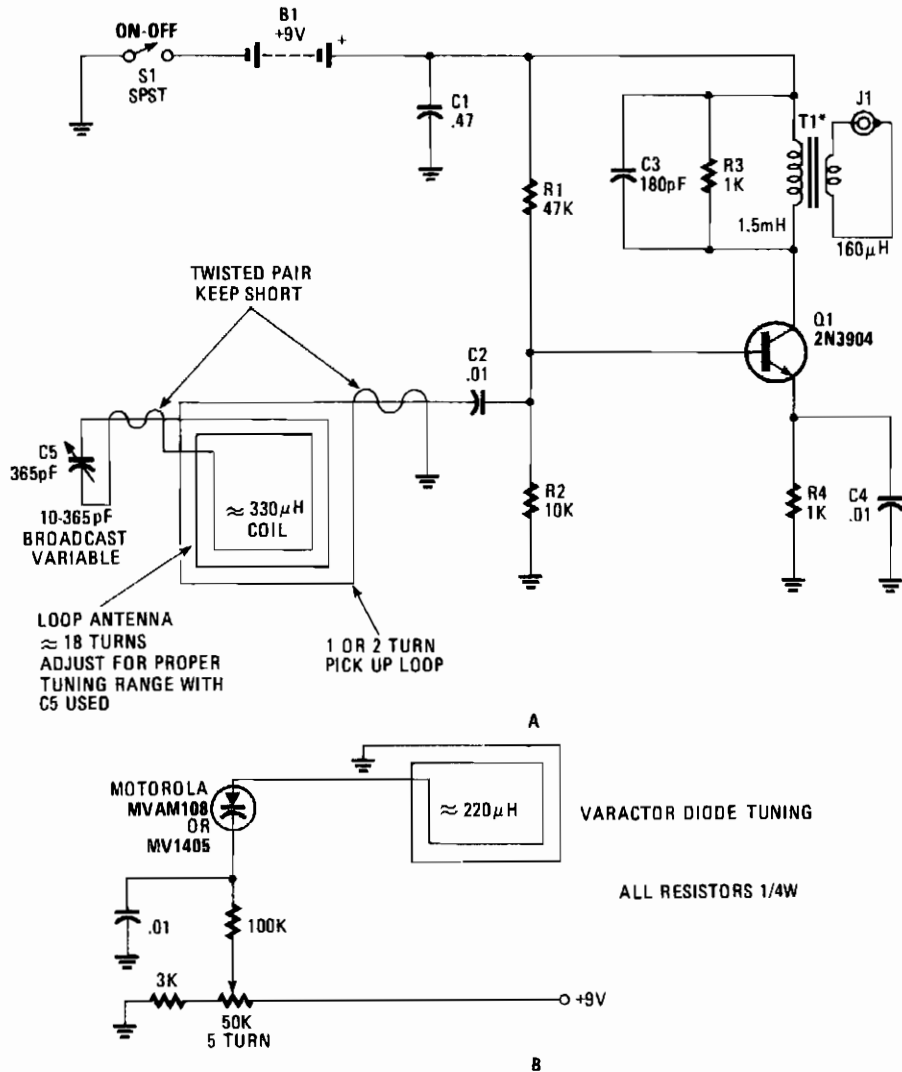 B1
+9V
+
ON-OFF
S1
SPST
C1
.47
T1*
J1
C3
180pF
R3
1K
R1
47K
1.5mH
160µH
TWISTED PAIR
KEEP SHORT
Q1
2N3904
C2
.01
C5
365pF
≈ 330µH
COIL
R2
10K
R4
1K
C4
.01
10-365pF
BROADCAST
VARIABLE
LOOP ANTENNA
≈ 18 TURNS
ADJUST FOR PROPER
TUNING RANGE WITH
C5 USED
1 OR 2 TURN
PICK UP LOOP
A
MOTOROLA
MVAM108
OR
MV1405
≈ 220µH
VARACTOR DIODE TUNING
ALL RESISTORS 1/4W
.01
100K
3K
50K
5 TURN
+9V
B